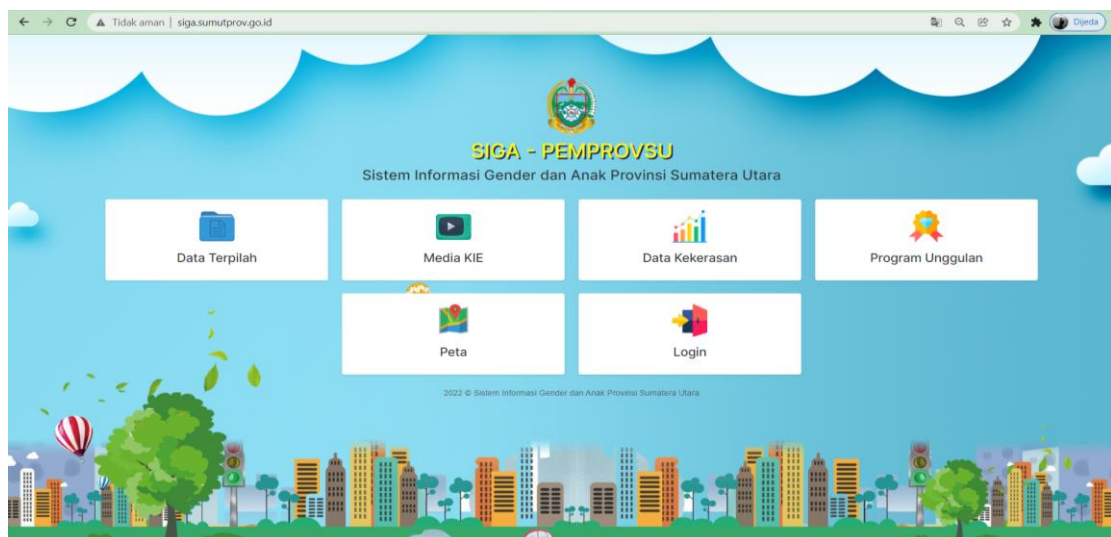 Tidak aman | siga.sumutprov.go.id
Dijeda
SIGA - PEMPROVSU
Sistem Informasi Gender dan Anak Provinsi Sumatera Utara
Data Terpilah
Media KIE
Data Kekerasan
Program Unggulan
Peta
Login
2022 © Sistem Informasi Gender dan Anak Provinsi Sumatera Utara